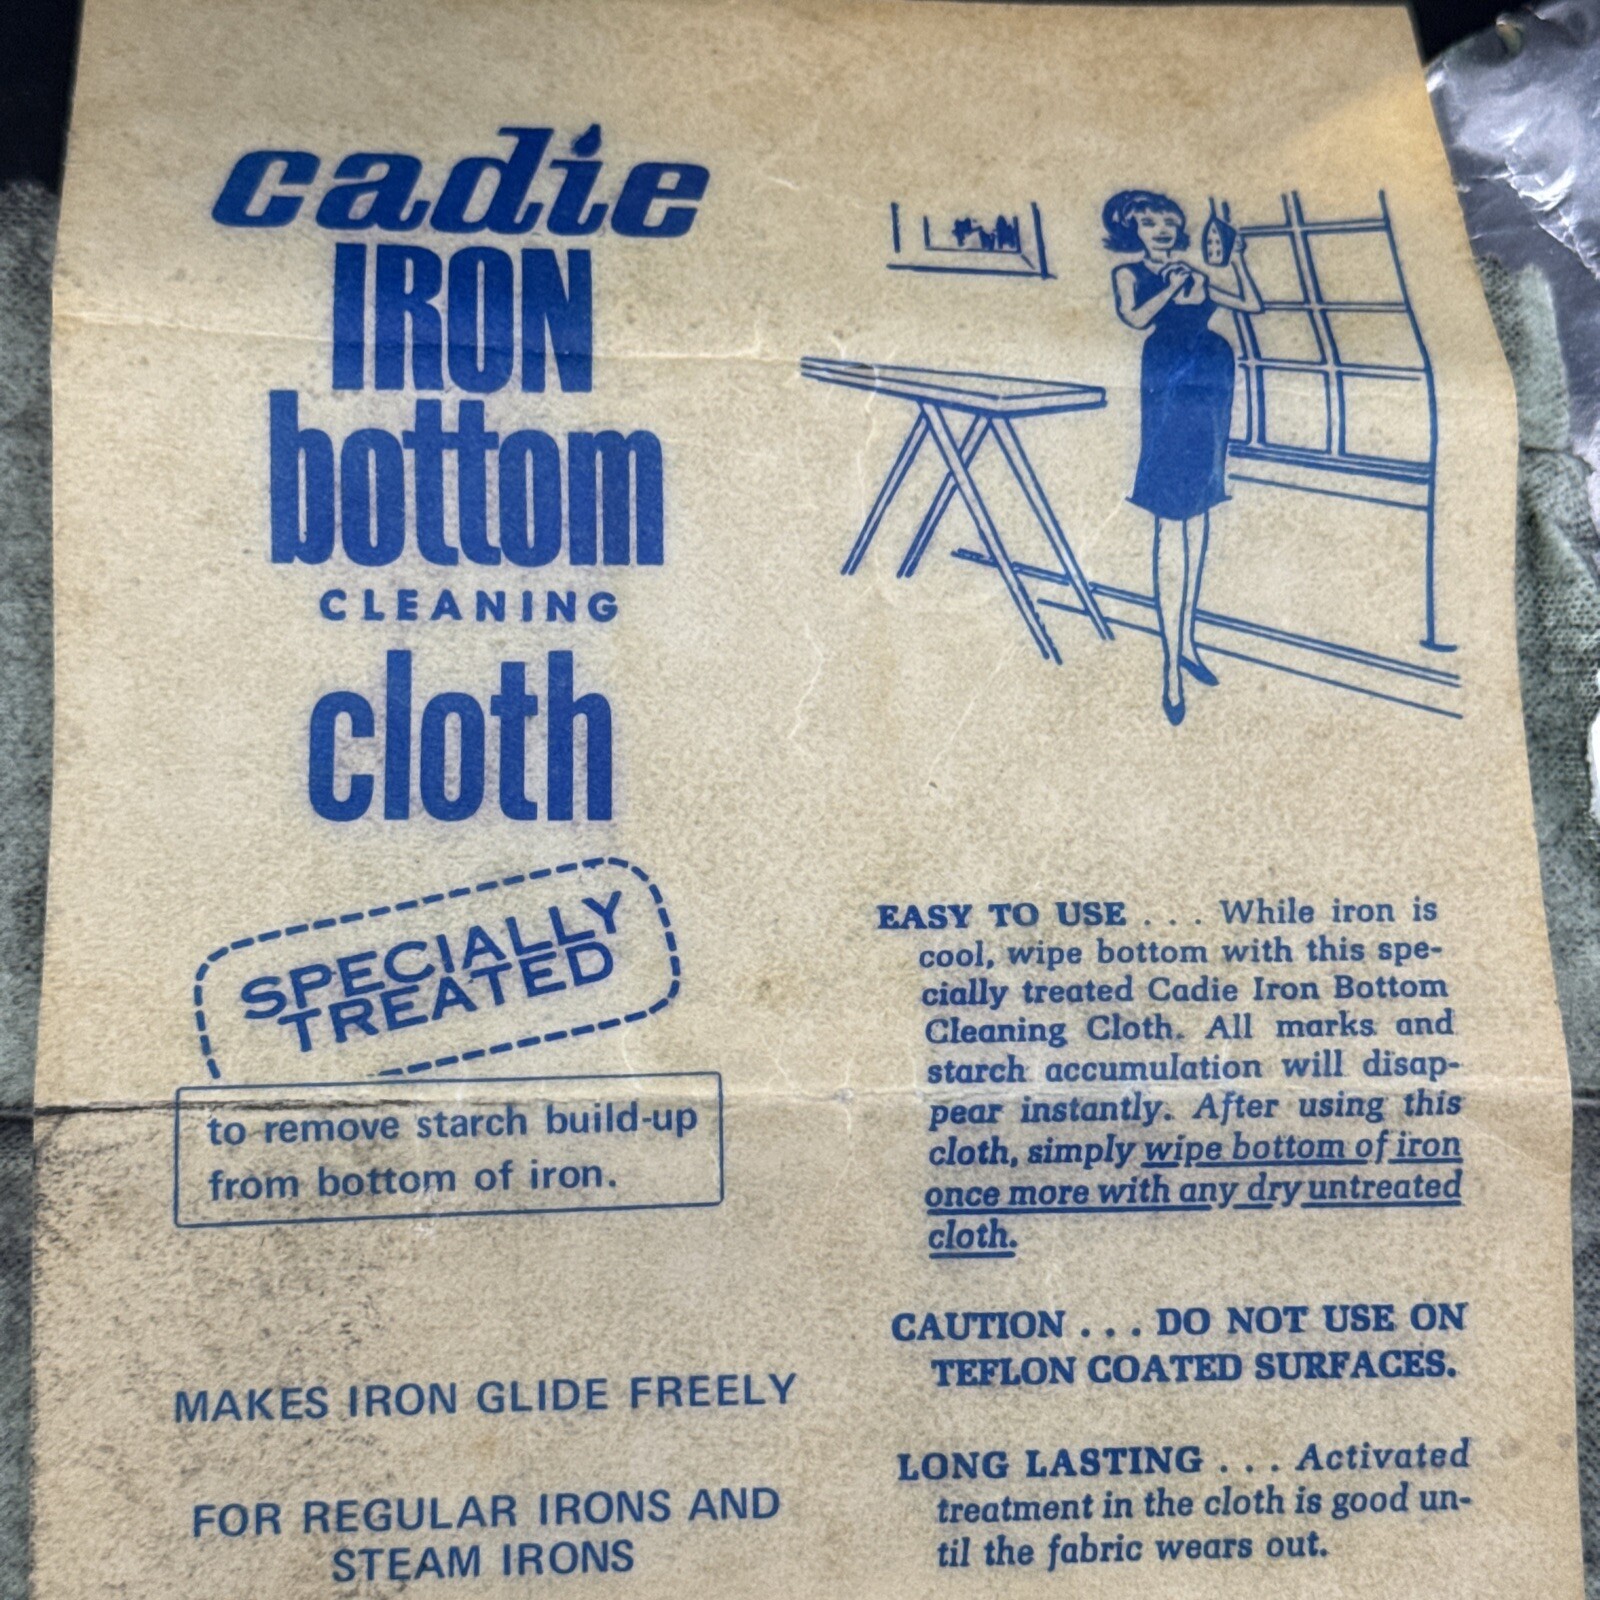 cadie
IRON
bottom
CLEANING
cloth
SPECIALLY
TREATED
to remove starch build-up
from bottom of iron.
MAKES IRON GLIDE FREELY
FOR REGULAR IRONS AND
STEAM IRONS
EASY TO USE . . . While iron is
cool, wipe bottom with this spe-
cially treated Cadie Iron Bottom
Cleaning Cloth. All marks and
starch accumulation will disap-
pear instantly. After using this
cloth, simply wipe bottom of iron
once more with any dry untreated
cloth.
CAUTION . . . DO NOT USE ON
TEFLON COATED SURFACES.
LONG LASTING . . . Activated
treatment in the cloth is good un-
til the fabric wears out.